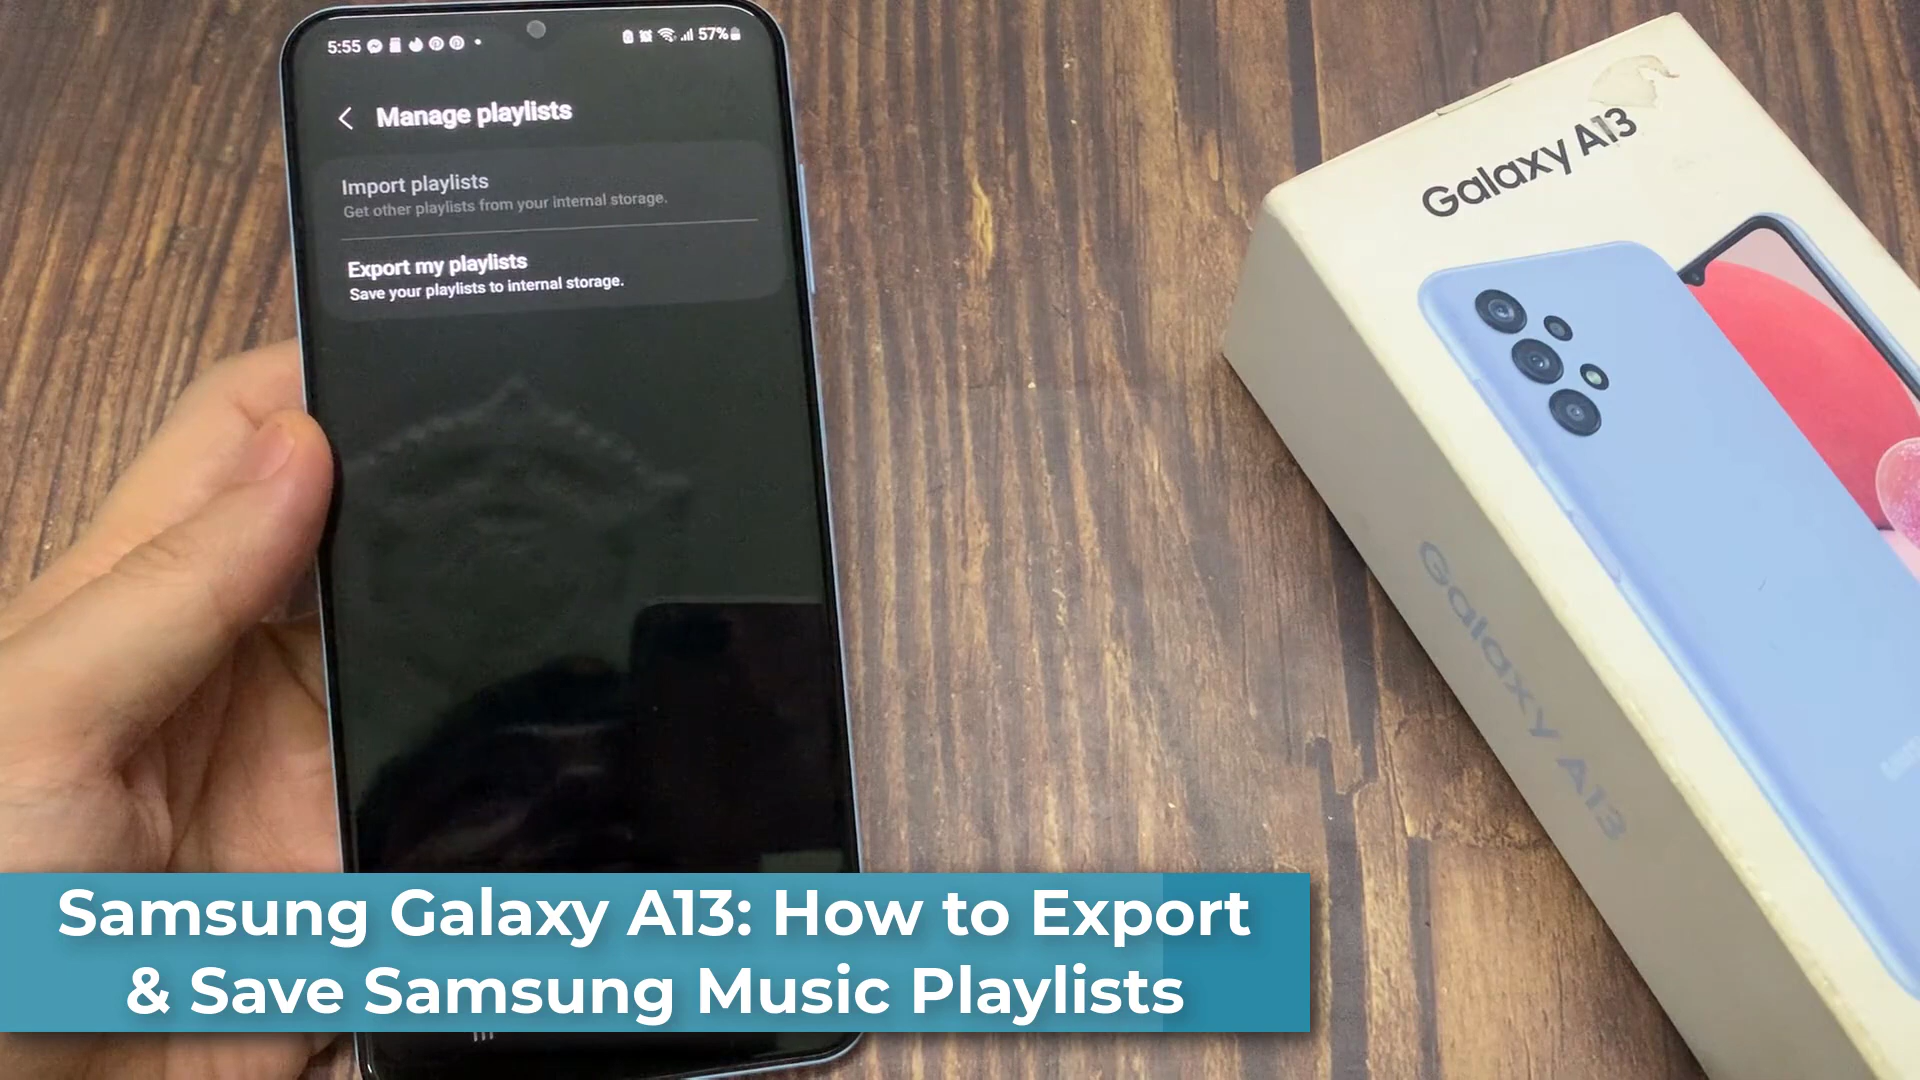 5:55
57%
Manage playlists
Import playlists
Get other playlists from your internal storage.
Export my playlists
Save your playlists to internal storage.
Galaxy A13
Galaxy A13
Samsung Galaxy A13: How to Export
& Save Samsung Music Playlists